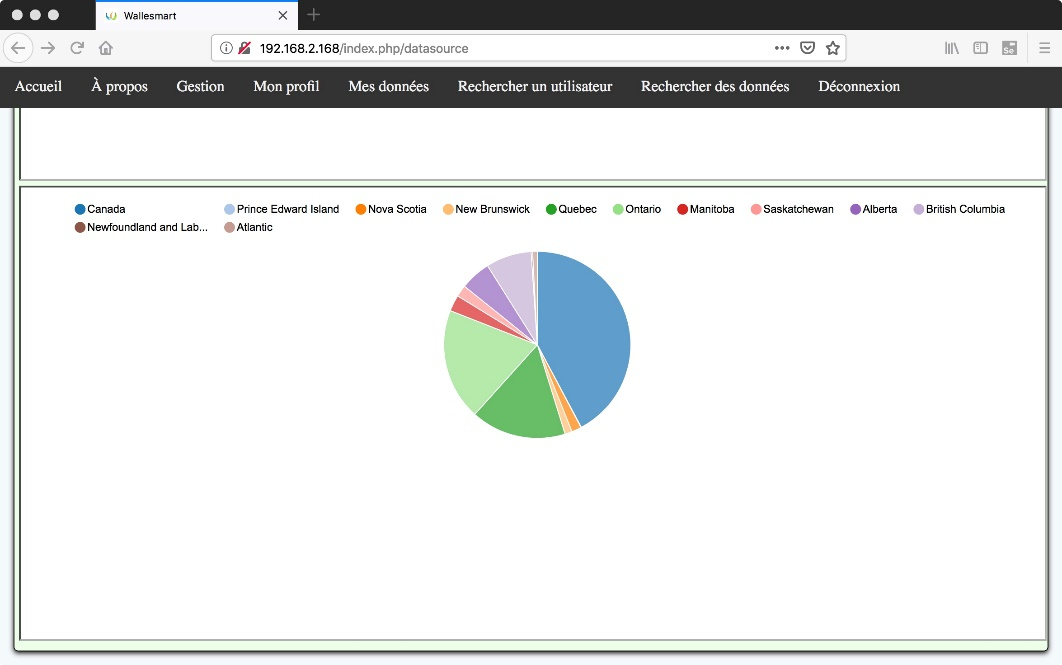 Wallesmart
192.168.2.168/index.php/datasource
Se
Accueil À propos Gestion Mon profil Mes données Rechercher un utilisateur Rechercher des données Déconnexion
Canada Prince Edward Island Nova Scotia New Brunswick Quebec Ontario Manitoba Saskatchewan Alberta British Columbia
Newfoundland and Lab... Atlantic